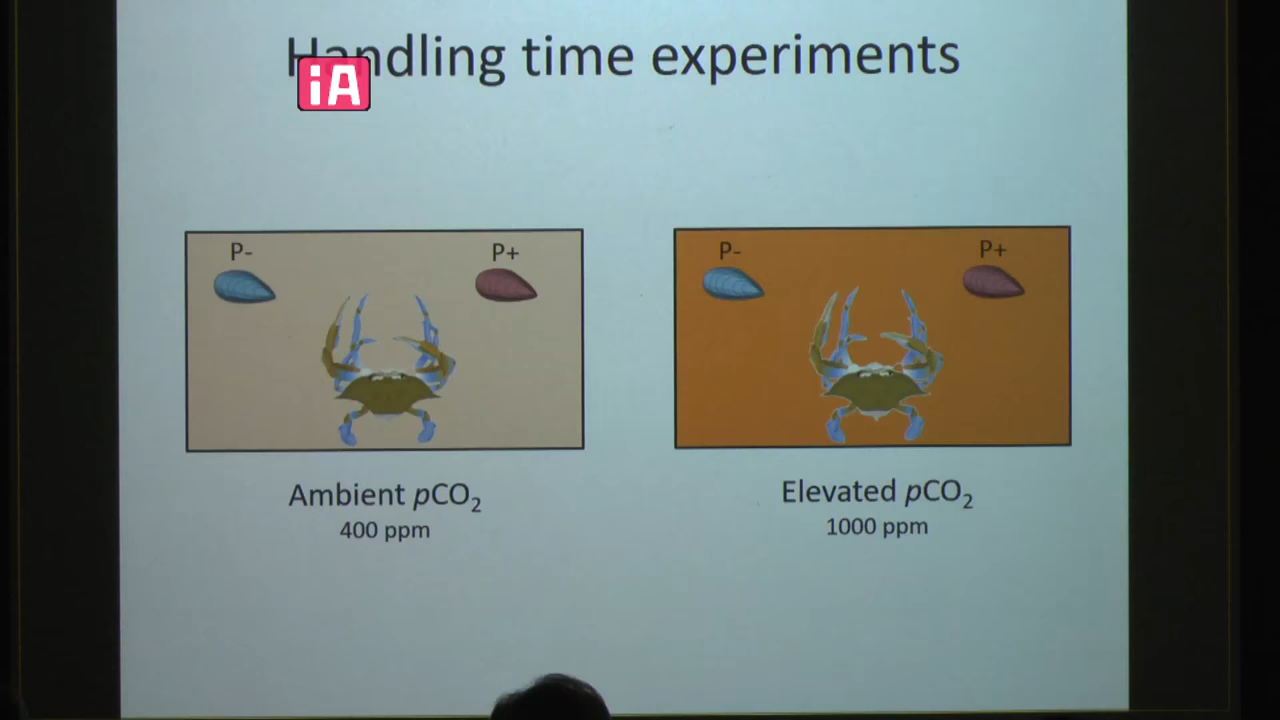 Handling time experiments
iA
P-
P+
P-
P+
Ambient pCO₂
400 ppm
Elevated pCO₂
1000 ppm